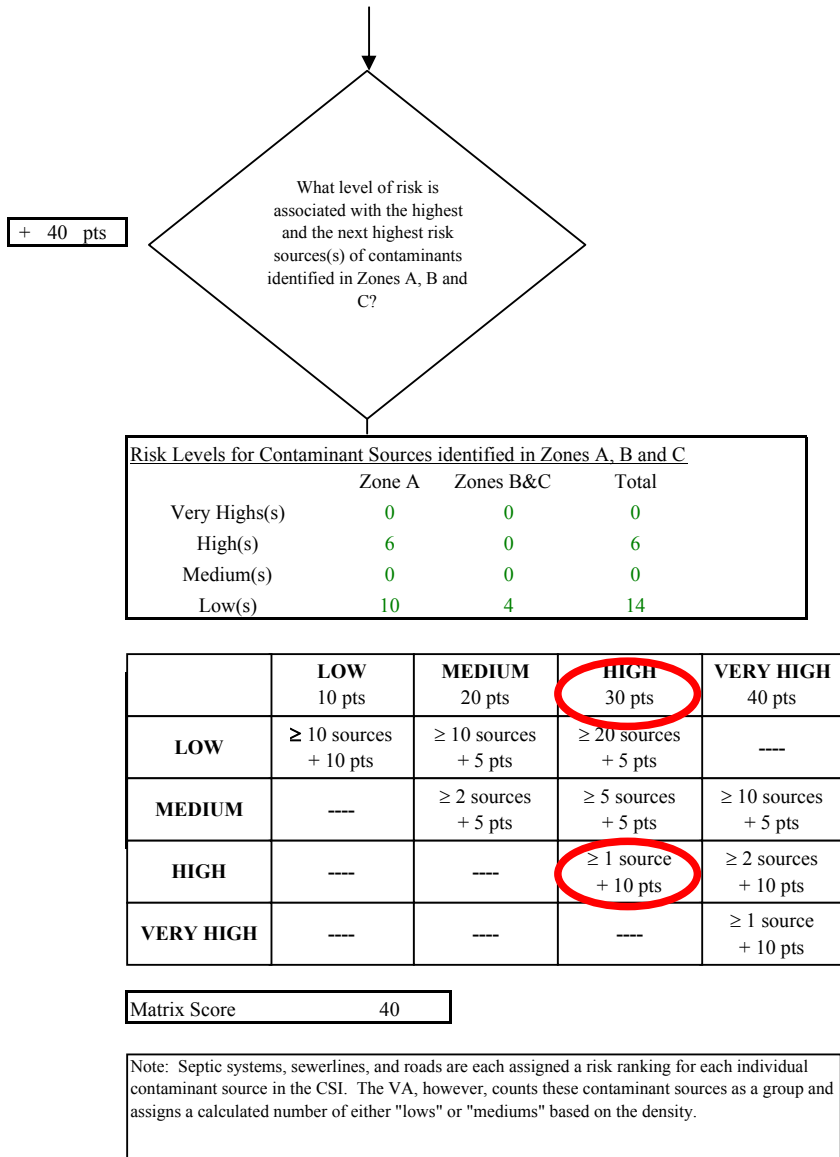 What level of risk is
associated with the highest
and the next highest risk
sources(s) of contaminants
identified in Zones A, B and
C?
+ 40 pts
Risk Levels for Contaminant Sources identified in Zones A, B and C
Zone A Zones B&C Total
Very Highs(s) 0 0 0
High(s) 6 0 6
Medium(s) 0 0 0
Low(s) 10 4 14
LOW MEDIUM HIGH VERY HIGH
10 pts 20 pts 30 pts 40 pts
LOW ≥ 10 sources ≥ 10 sources ≥ 20 sources ----
+ 10 pts + 5 pts + 5 pts
MEDIUM ---- ≥ 2 sources ≥ 5 sources ≥ 10 sources
+ 5 pts + 5 pts + 5 pts
HIGH ---- ---- ≥ 1 source ≥ 2 sources
+ 10 pts + 10 pts
VERY HIGH ---- ---- ---- ≥ 1 source
+ 10 pts
Matrix Score 40
Note: Septic systems, sewerlines, and roads are each assigned a risk ranking for each individual
contaminant source in the CSI. The VA, however, counts these contaminant sources as a group and
assigns a calculated number of either "lows" or "mediums" based on the density.